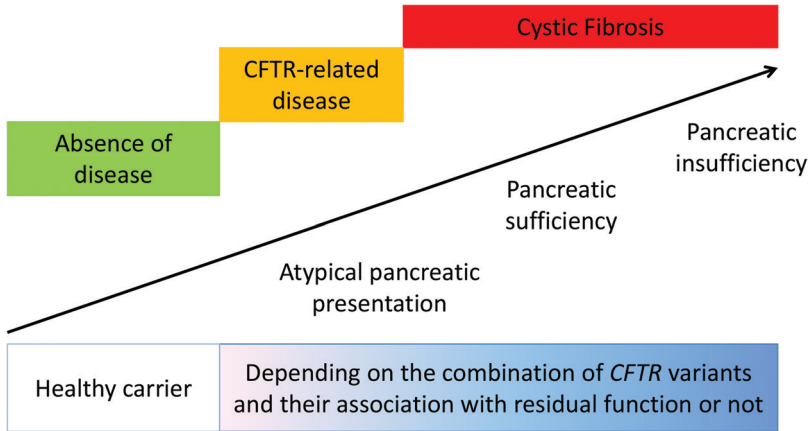 Cystic Fibrosis
CFTR-related
disease
Absence of
disease
Pancreatic
insufficiency
Pancreatic
sufficiency
Atypical pancreatic
presentation
Healthy carrier
Depending on the combination of CFTR variants
and their association with residual function or not